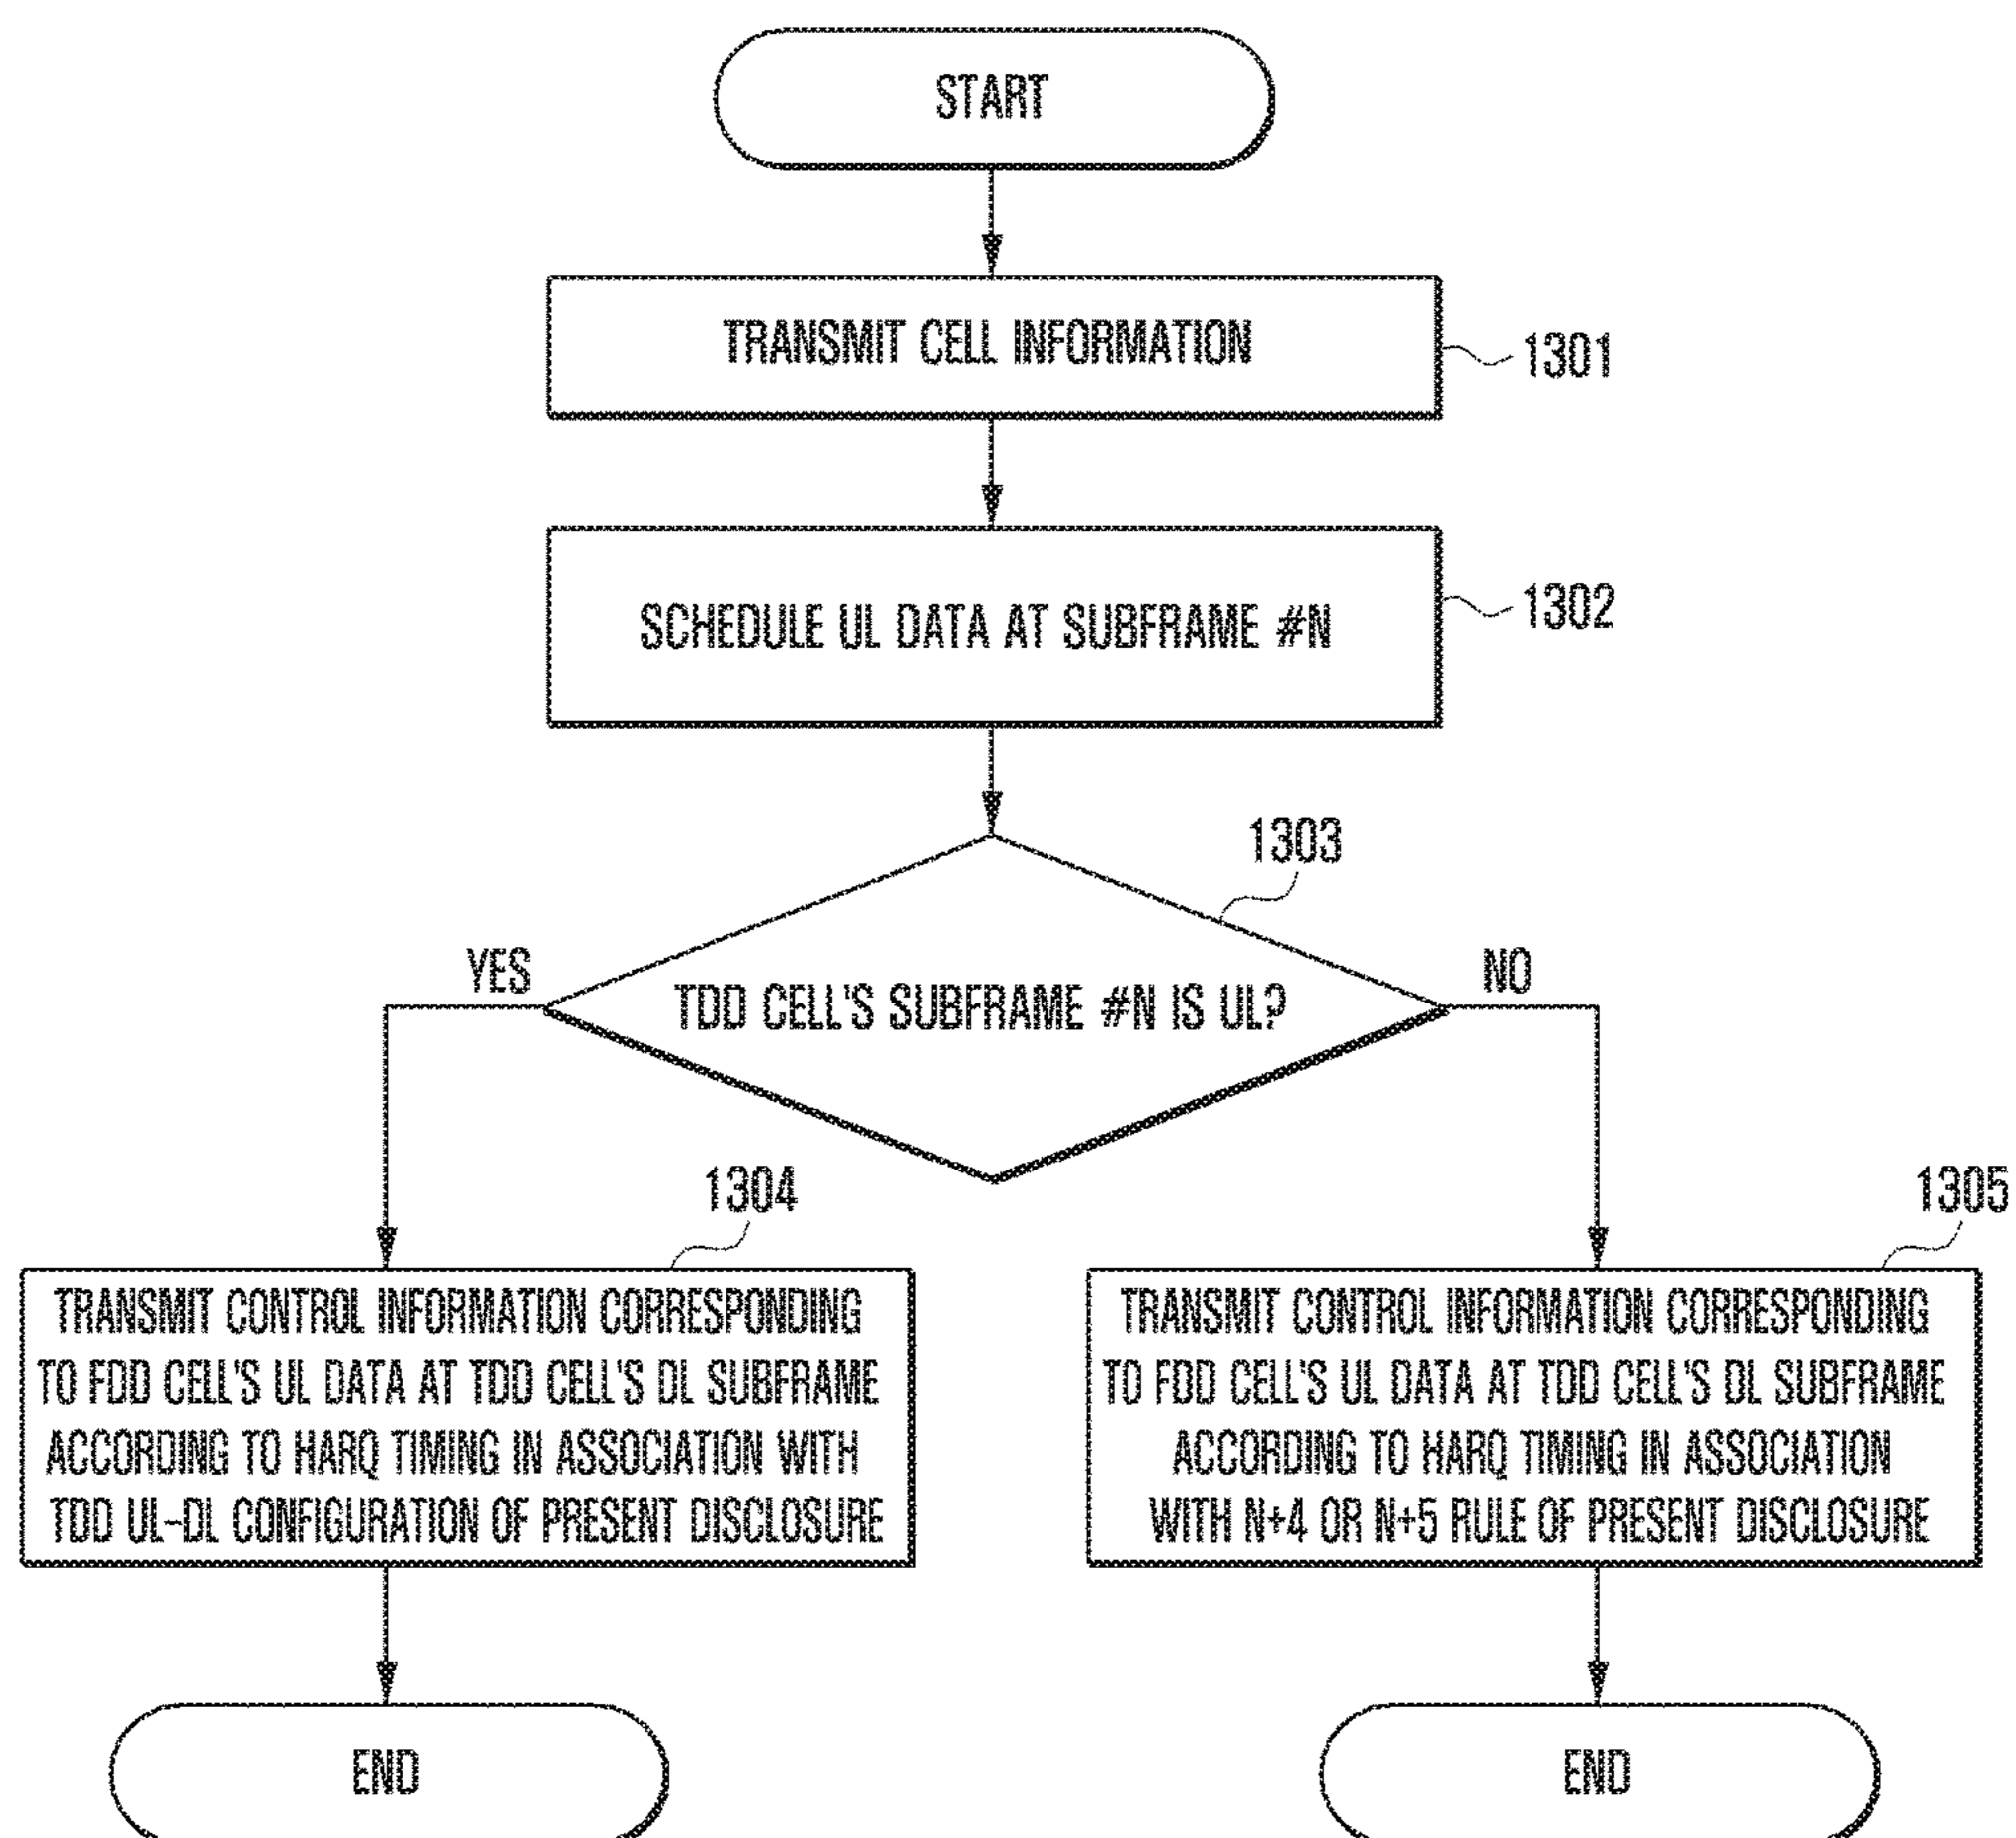 START
TRANSMIT CELL INFORMATION
1301
SCHEDULE UL DATA AT SUBFRAME #N
1302
1303
YES
TDD CELL'S SUBFRAME #N IS UL?
NO
1304
TRANSMIT CONTROL INFORMATION CORRESPONDING
TO FDD CELL'S UL DATA AT TDD CELL'S DL SUBFRAME
ACCORDING TO HARQ TIMING IN ASSOCIATION WITH
TDD UL-DL CONFIGURATION OF PRESENT DISCLOSURE
1305
TRANSMIT CONTROL INFORMATION CORRESPONDING
TO FDD CELL'S UL DATA AT TDD CELL'S DL SUBFRAME
ACCORDING TO HARQ TIMING IN ASSOCIATION
WITH N+4 OR N+5 RULE OF PRESENT DISCLOSURE
END
END